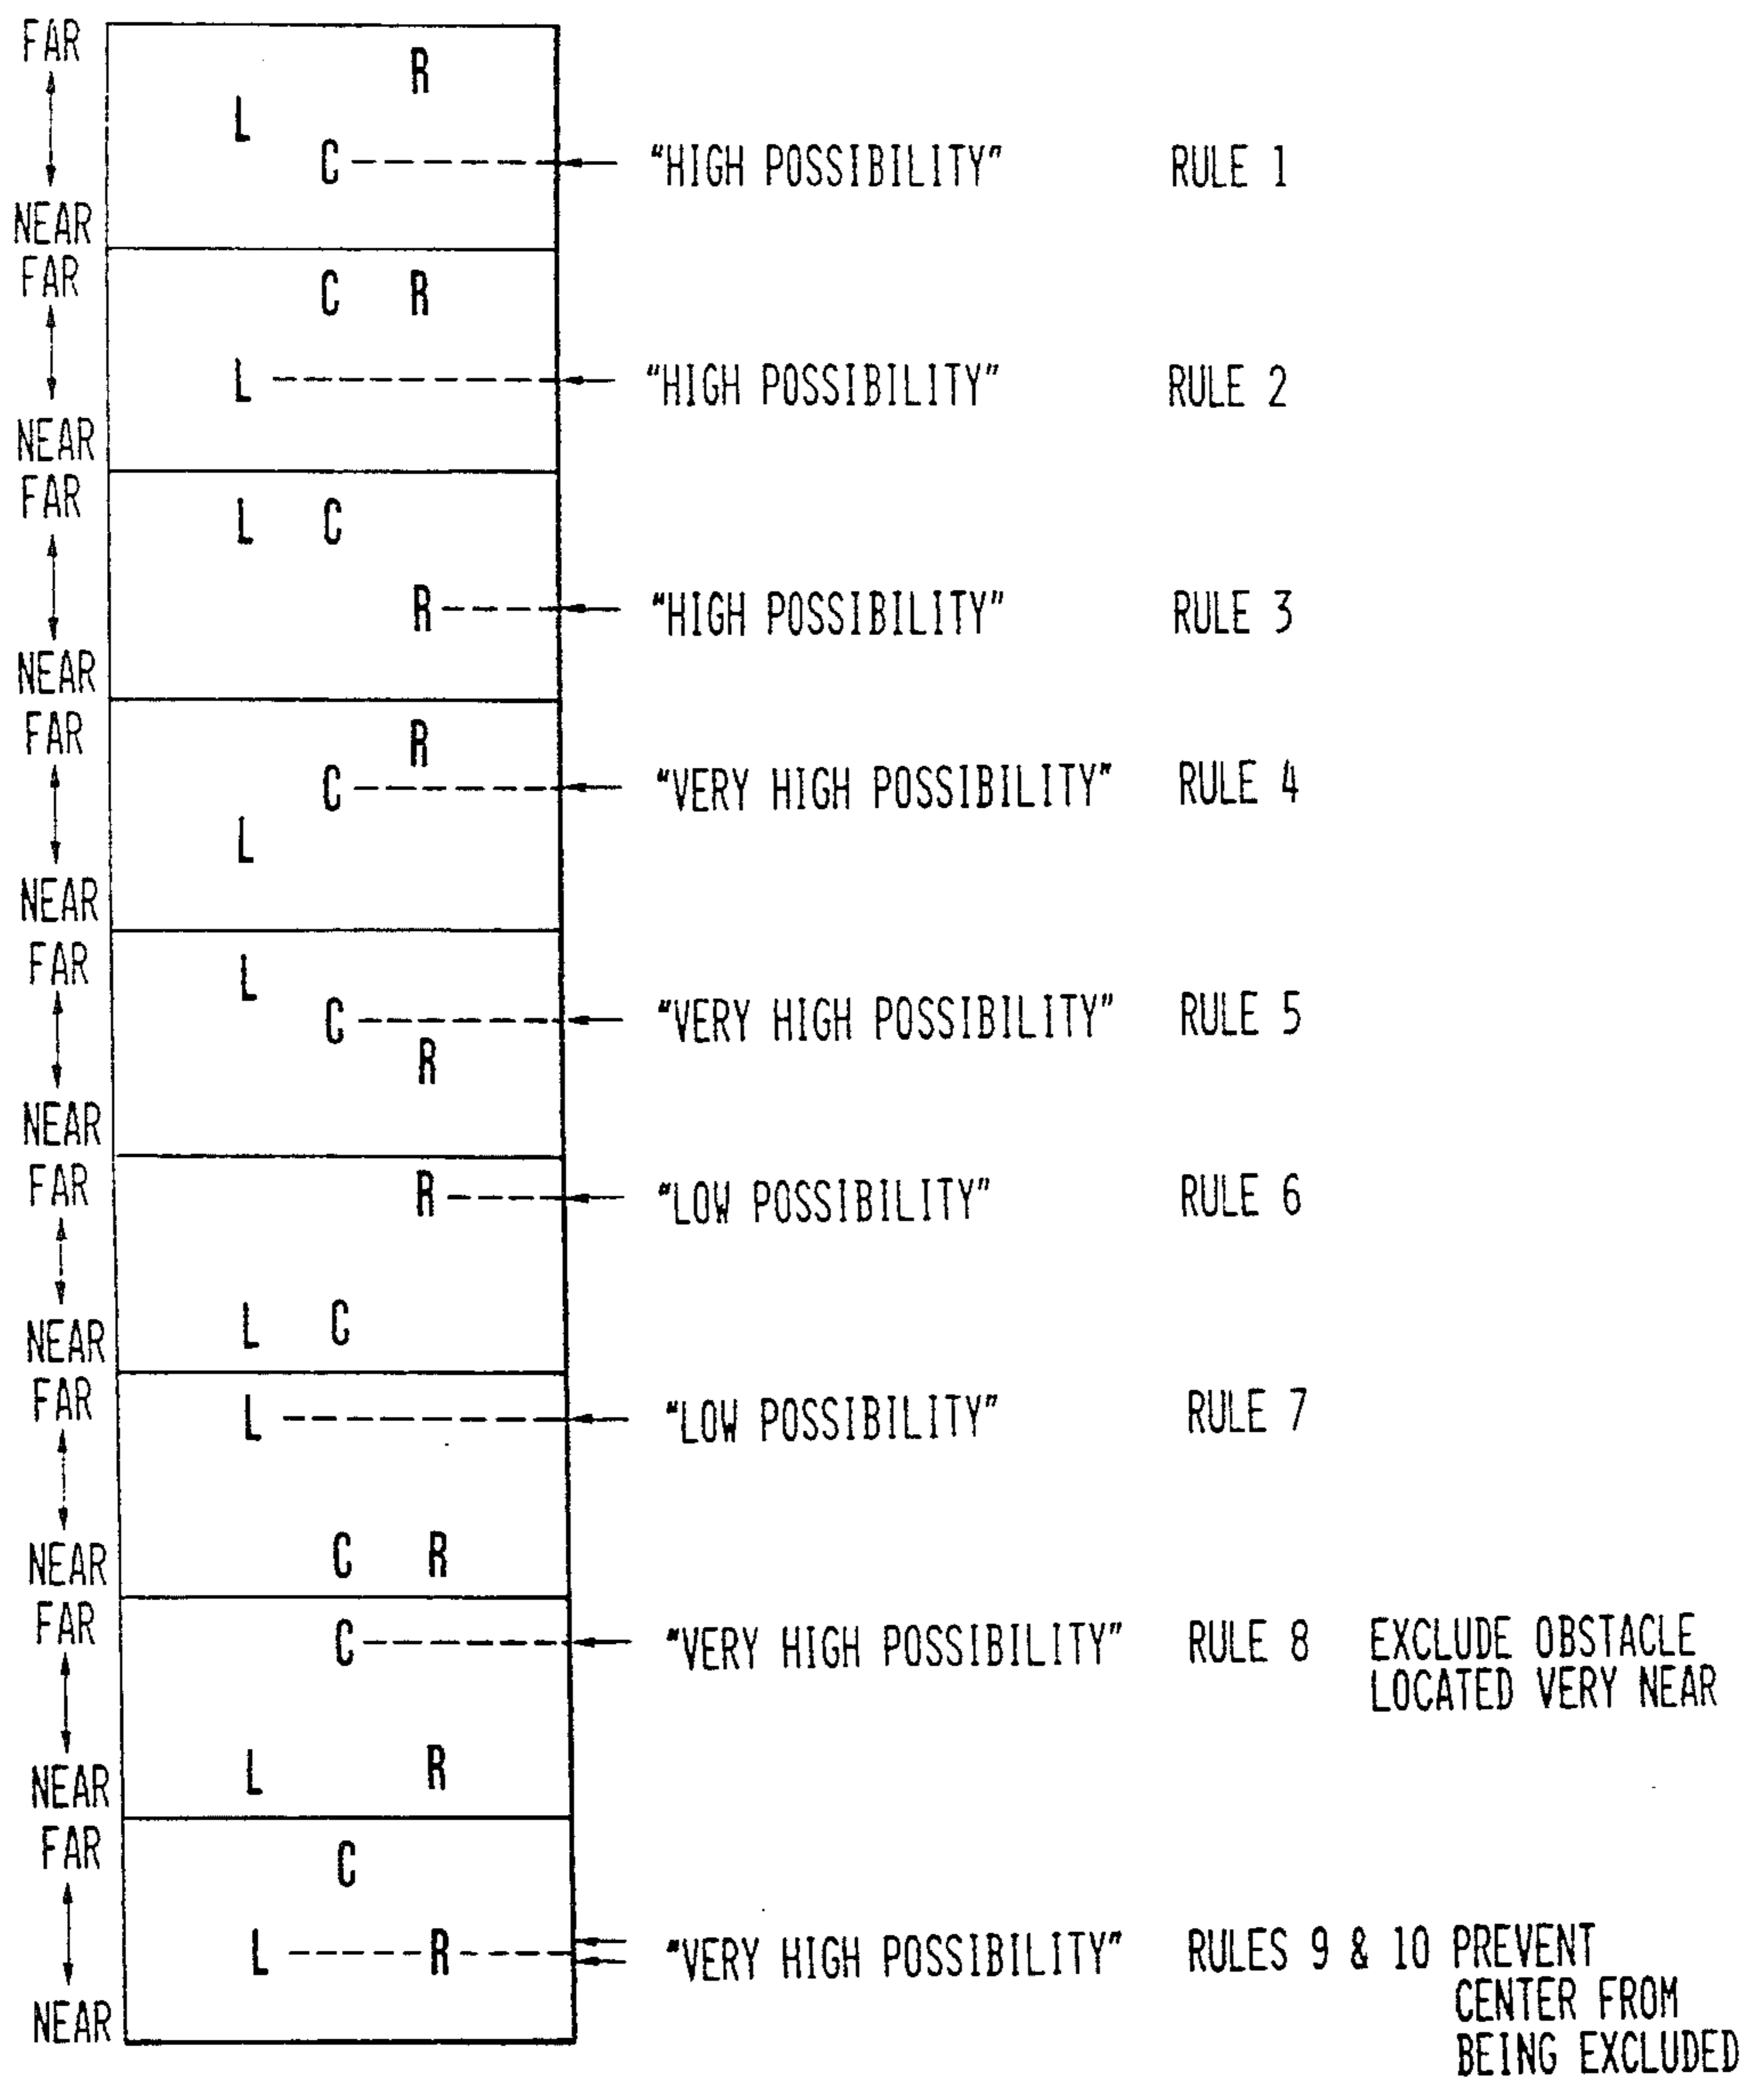 FAR
R
L
C "HIGH POSSIBILITY" RULE 1
NEAR
FAR
C R
L "HIGH POSSIBILITY" RULE 2
NEAR
FAR
L C
R "HIGH POSSIBILITY" RULE 3
NEAR
FAR
R
C "VERY HIGH POSSIBILITY" RULE 4
L
NEAR
FAR
L
C "VERY HIGH POSSIBILITY" RULE 5
R
NEAR
FAR
R "LOW POSSIBILITY" RULE 6
L C
NEAR
FAR
L "LOW POSSIBILITY" RULE 7
C R
NEAR
FAR
C "VERY HIGH POSSIBILITY" RULE 8 EXCLUDE OBSTACLE
LOCATED VERY NEAR
L R
NEAR
FAR
C
L R "VERY HIGH POSSIBILITY" RULES 9 & 10 PREVENT
CENTER FROM
NEAR
BEING EXCLUDED